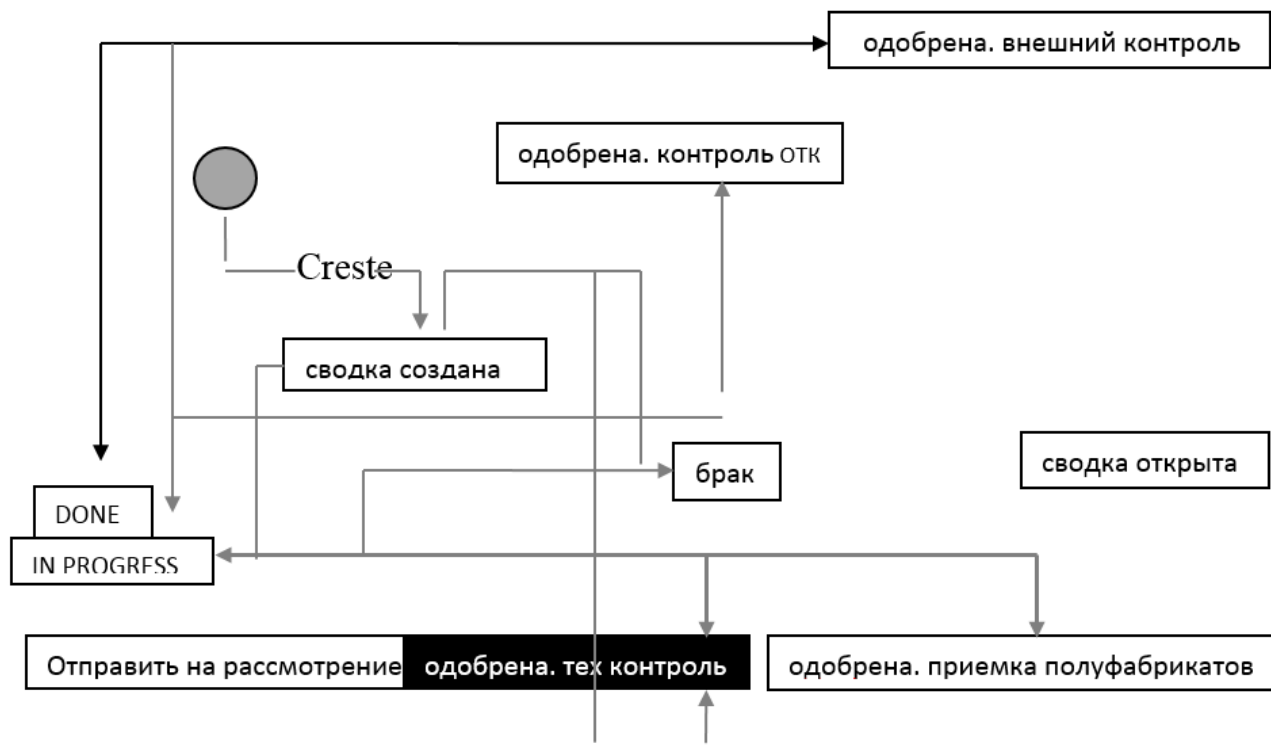 одобрена. внешний контроль
одобрена. контроль ОТК
Creste
сводка создана
брак
сводка открыта
DONE
IN PROGRESS
Отправить на рассмотрение
одобрена. тех контроль
одобрена. приемка полуфабрикатов